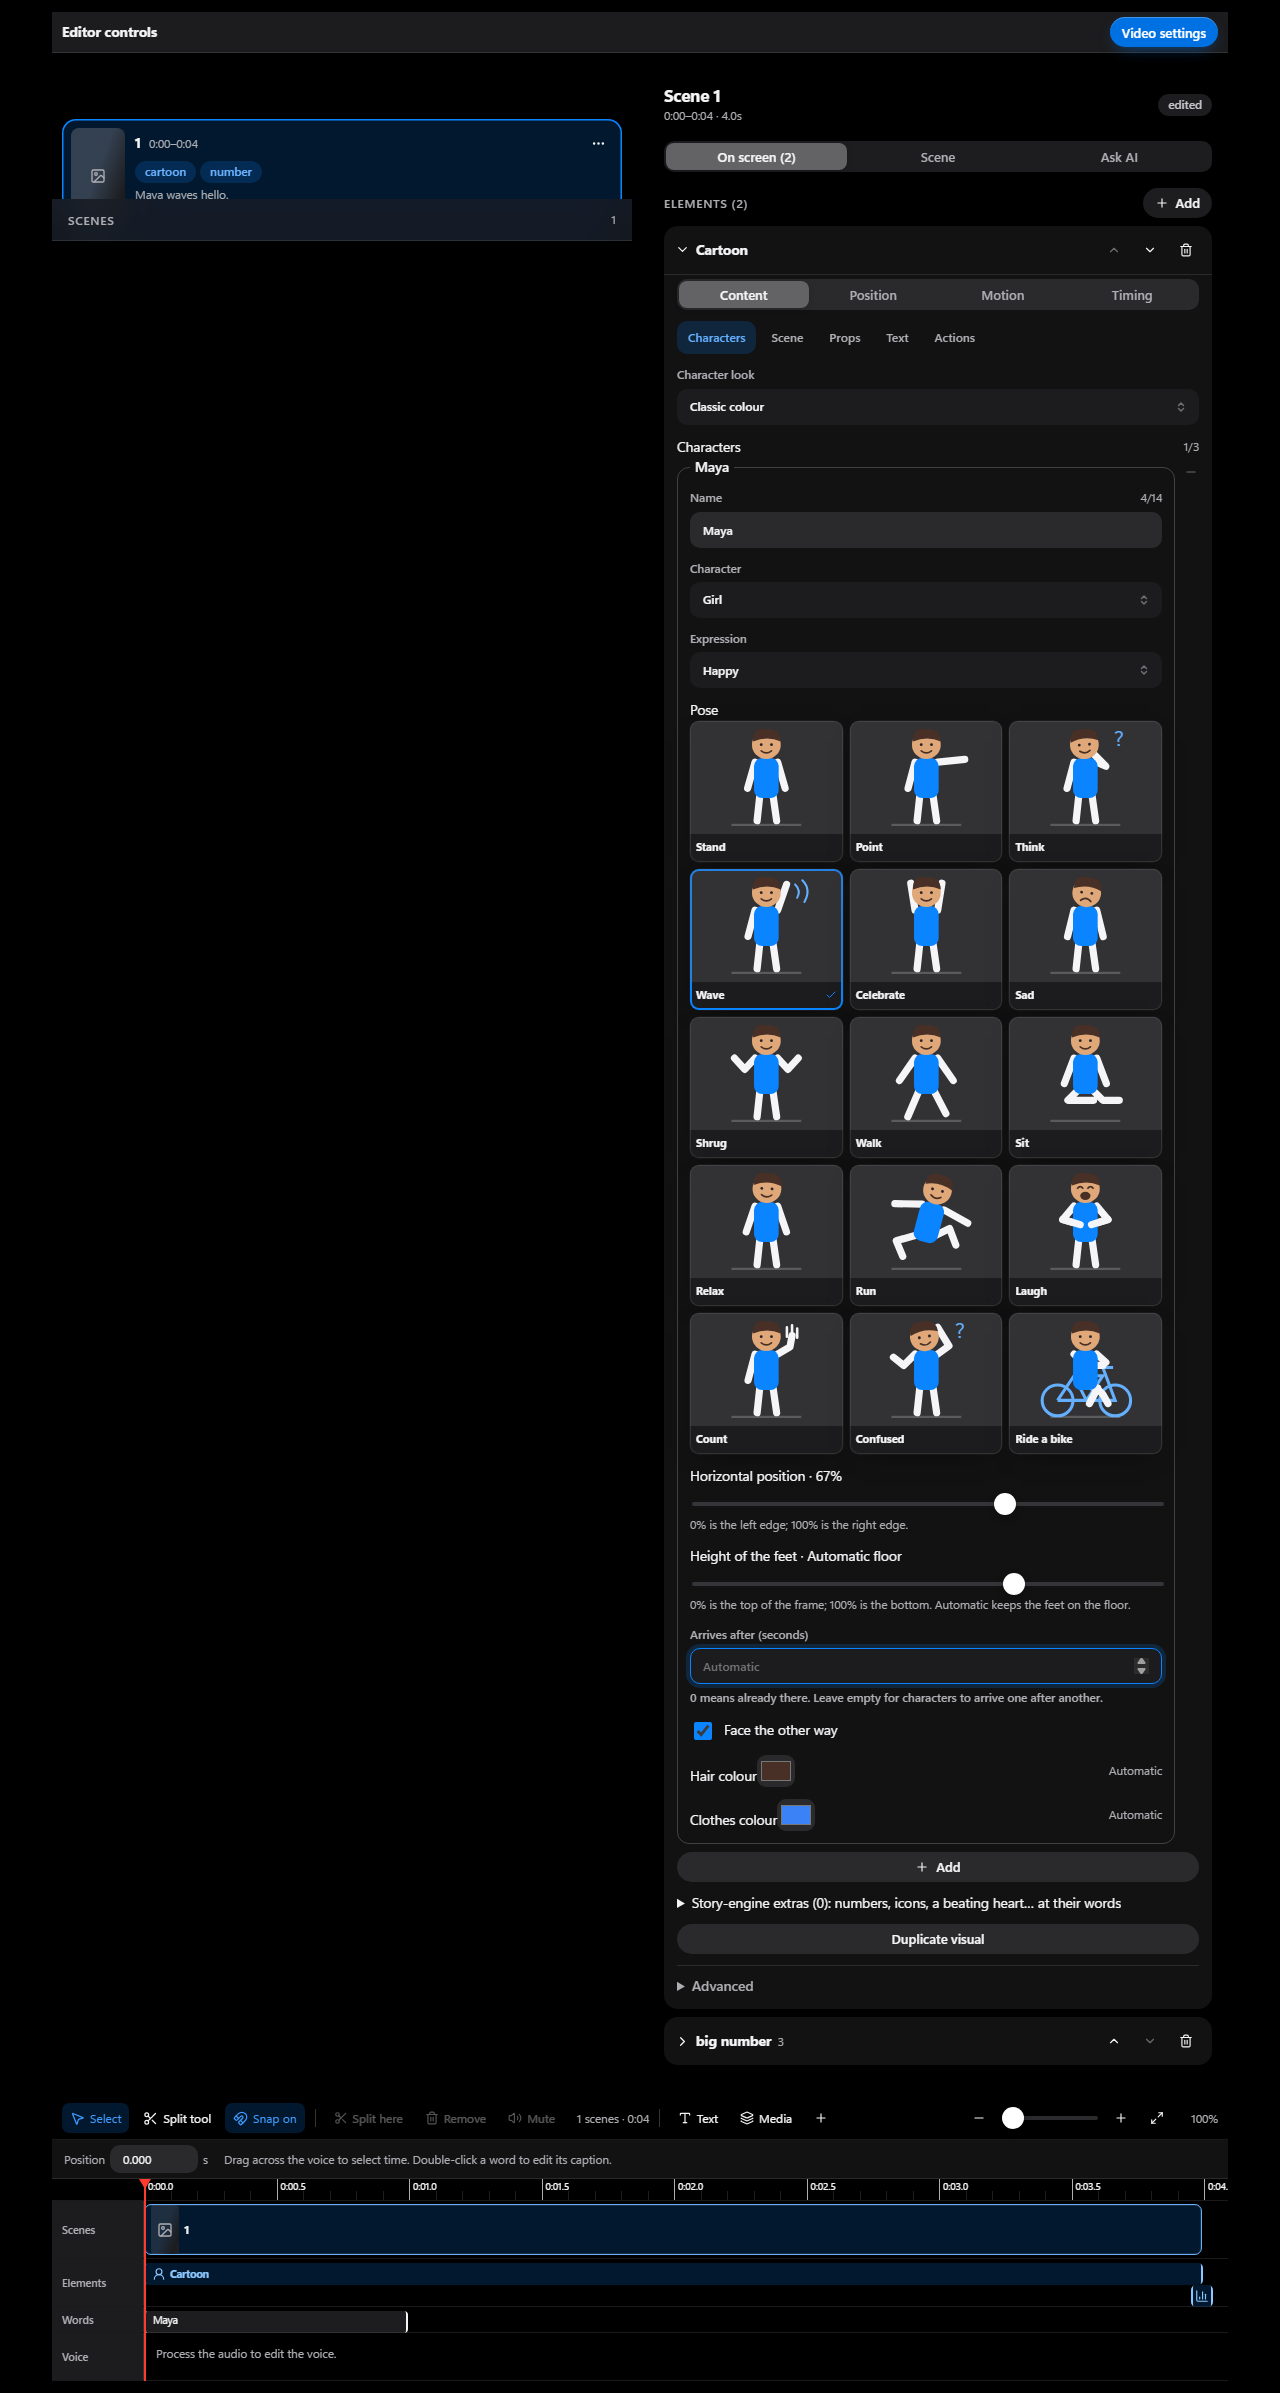 Editor controls
Video settings
1 0:00–0:04
cartoon number
Maya waves hello.
SCENES 1
Scene 1
0:00–0:04 · 4.0s
edited
On screen (2) Scene Ask AI
ELEMENTS (2)
Add
Cartoon
Content Position Motion Timing
Characters Scene Props Text Actions
Character look
Classic colour
Characters 1/3
Maya
Name 4/14
Maya
Character
Girl
Expression
Happy
Pose
?
Stand Point Think
Wave Celebrate Sad
Shrug Walk Sit
Relax Run Laugh
?
Count Confused Ride a bike
Horizontal position · 67%
0% is the left edge; 100% is the right edge.
Height of the feet · Automatic floor
0% is the top of the frame; 100% is the bottom. Automatic keeps the feet on the floor.
Arrives after (seconds)
Automatic
0 means already there. Leave empty for characters to arrive one after another.
Face the other way
Hair colour Automatic
Clothes colour Automatic
Add
Story-engine extras (0): numbers, icons, a beating heart... at their words
Duplicate visual
Advanced
big number 3
Select Split tool Snap on Split here Remove Mute 1 scenes · 0:04 Text Media 100%
Position 0.000 s Drag across the voice to select time. Double-click a word to edit its caption.
0:00.0 0:00.5 0:01.0 0:01.5 0:02.0 0:02.5 0:03.0 0:03.5 0:04.
Scenes 1
Elements Cartoon
Words Maya
Voice Process the audio to edit the voice.